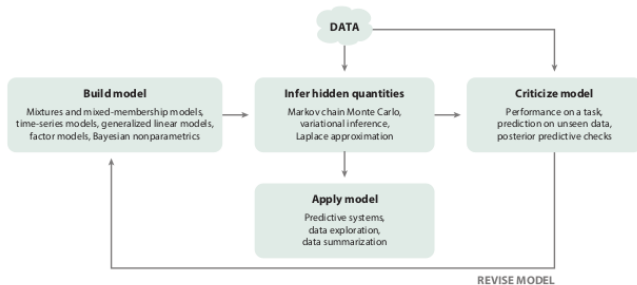 DATA
Build model
Mixtures and mixed-membership models,
time-series models, generalized linear models,
factor models, Bayesian nonparametrics
Infer hidden quantities
Markov chain Monte Carlo,
variational inference,
Laplace approximation
Criticize model
Performance on a task,
prediction on unseen data,
posterior predictive checks
Apply model
Predictive systems,
data exploration,
data summarization
REVISE MODEL